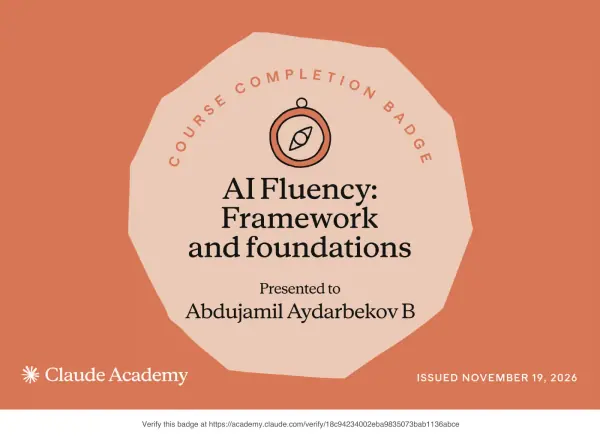 COURSE COMPLETION BADGE
AI Fluency:
Framework
and foundations
Presented to
Abdujamil Aydarbekov B
Claude Academy
ISSUED NOVEMBER 19, 2026
Verify this badge at https://academy.claude.com/verify/18c94234002eba9835073bab1136abce